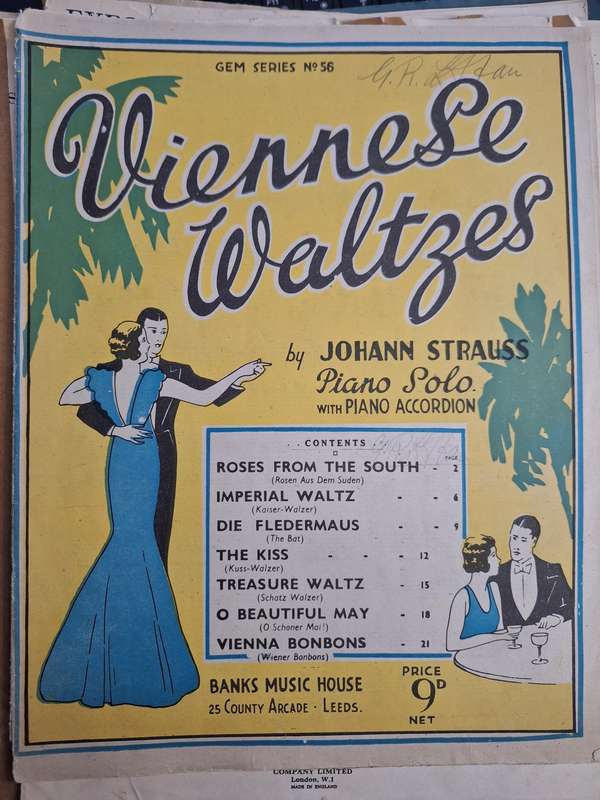 GEM SERIES Nº 56
G. R.
Viennese
Waltzes
by JOHANN STRAUSS
Piano Solo.
WITH PIANO ACCORDION
CONTENTS
PAGE
ROSES FROM THE SOUTH - 2
(Rosen Aus Dem Suden)
IMPERIAL WALTZ - - 6
(Kaiser-Walzer)
DIE FLEDERMAUS - - 9
(The Bat)
THE KISS - - - 12
(Kuss-Walzer)
TREASURE WALTZ - 15
(Schatz Walzer)
O BEAUTIFUL MAY - 18
(O Schoner Mai!)
VIENNA BONBONS - 21
(Wiener Bonbons)
BANKS MUSIC HOUSE
25 COUNTY ARCADE · LEEDS.
PRICE
9D
NET
COMPANY LIMITED
London, W.1
MADE IN ENGLAND